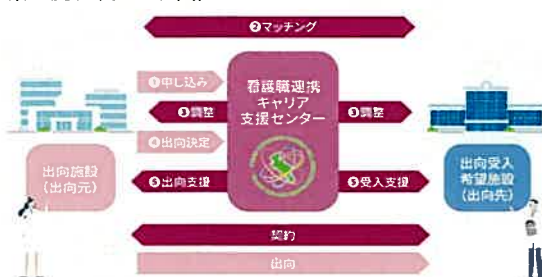 ❷マッチング
❶申し込み
❸調整
❹出向決定
❺出向支援
看護職連携
キャリア
支援センター
❸調整
❺受入支援
出向施設
(出向元)
出向受入
希望施設
(出向先)
契約
出向